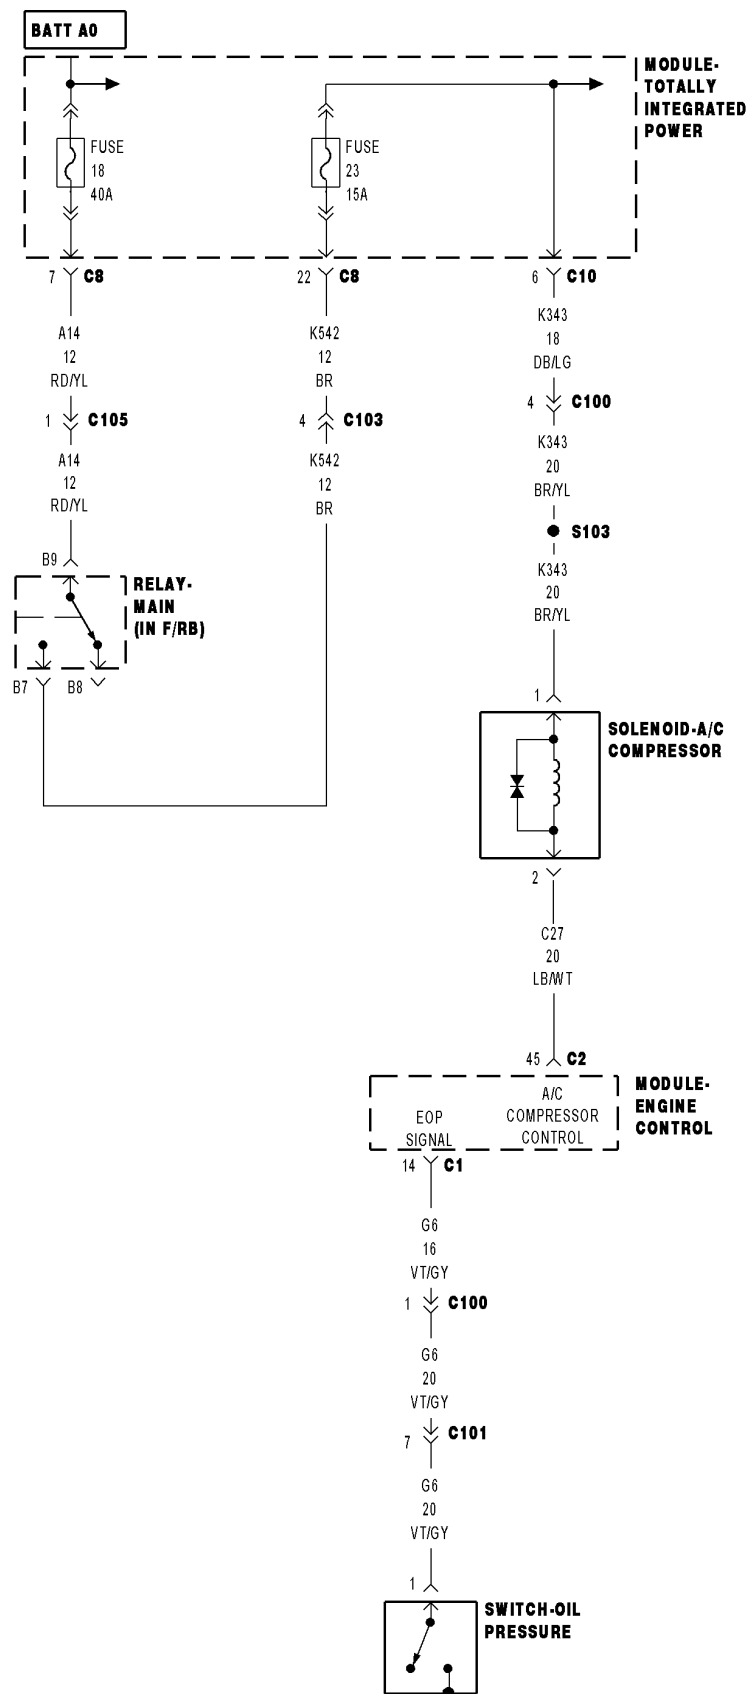 BATT A0
MODULE-
TOTALLY
INTEGRATED
POWER
FUSE
18
40A
FUSE
23
15A
7 C8
22 C8
6 C10
A14
12
RD/YL
K542
12
BR
K343
18
DB/LG
1 C105
4 C103
4 C100
A14
12
RD/YL
K542
12
BR
K343
20
BR/YL
S103
K343
20
BR/YL
B9
RELAY-
MAIN
(IN F/RB)
B7 B8
1
SOLENOID-A/C
COMPRESSOR
2
C27
20
LB/WT
45 C2
MODULE-
ENGINE
CONTROL
A/C
COMPRESSOR
CONTROL
EOP
SIGNAL
14 C1
G6
16
VT/GY
1 C100
G6
20
VT/GY
7 C101
G6
20
VT/GY
1
SWITCH-OIL
PRESSURE